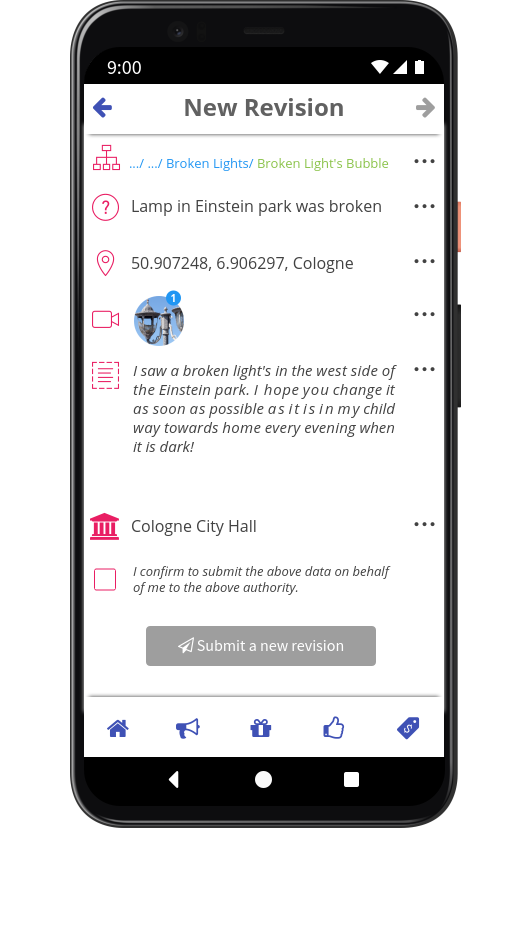 9:00
New Revision
.../ .../ Broken Lights/ Broken Light's Bubble
Lamp in Einstein park was broken
50.907248, 6.906297, Cologne
1
I saw a broken light's in the west side of
the Einstein park. I hope you change it
as soon as possible as it is in my child
way towards home every evening when
it is dark!
Cologne City Hall
I confirm to submit the above data on behalf
of me to the above authority.
Submit a new revision